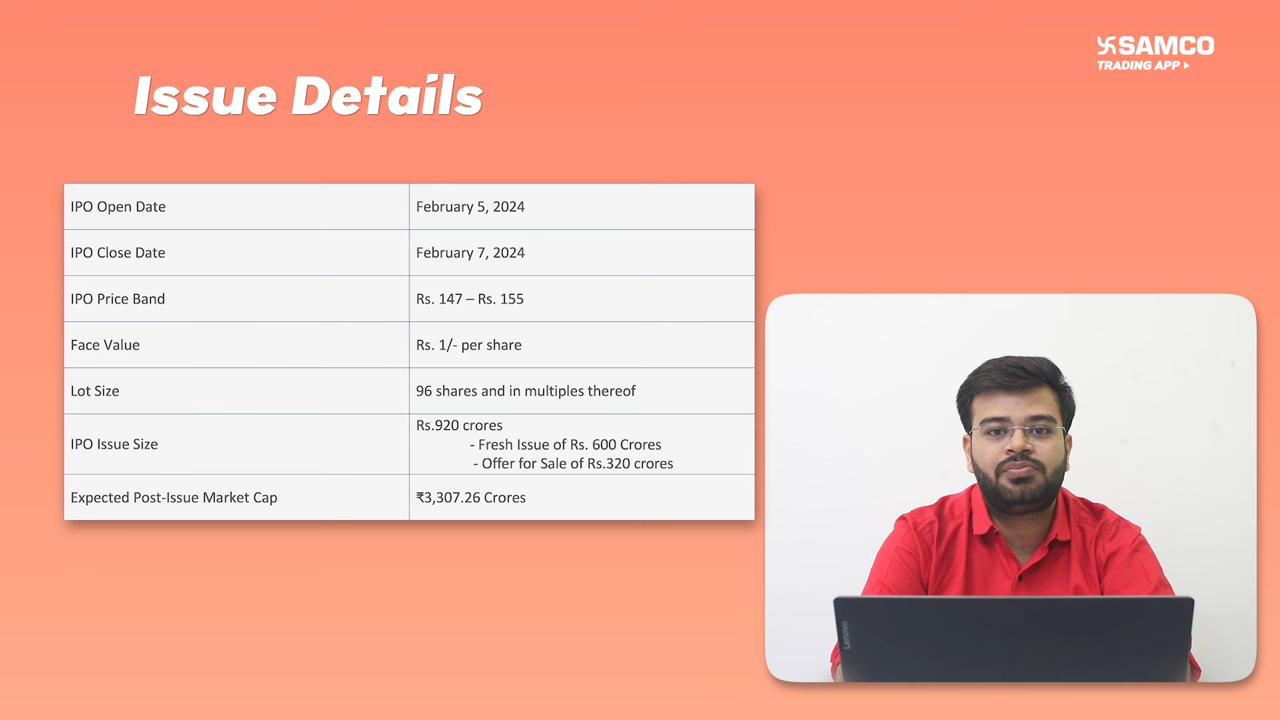 SAMCO
TRADING APP
Issue Details
IPO Open Date
February 5, 2024
IPO Close Date
February 7, 2024
IPO Price Band
Rs. 147 – Rs. 155
Face Value
Rs. 1/- per share
Lot Size
96 shares and in multiples thereof
IPO Issue Size
Rs.920 crores
- Fresh Issue of Rs. 600 Crores
- Offer for Sale of Rs.320 crores
Expected Post-Issue Market Cap
₹3,307.26 Crores
Lenovo